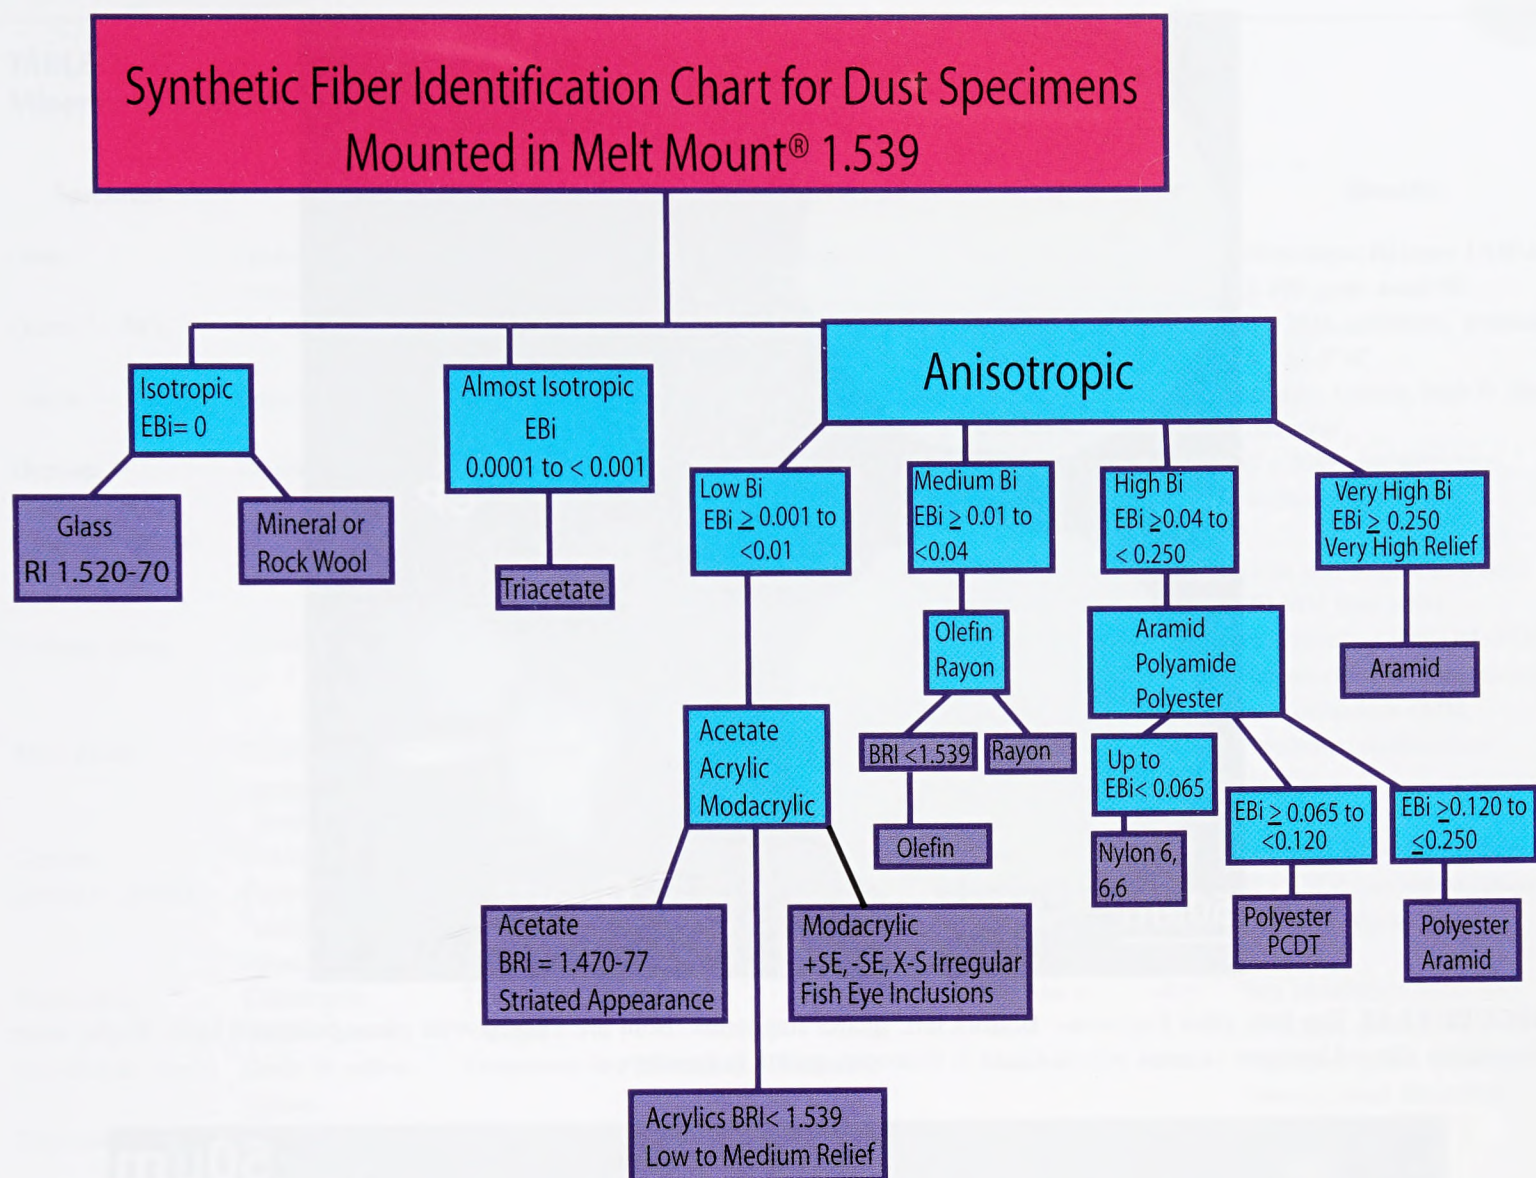 Synthetic Fiber Identification Chart for Dust Specimens
Mounted in Melt Mount® 1.539
Isotropic
EBi= 0
Glass
RI 1.520-70
Mineral or
Rock Wool
Almost Isotropic
EBi
0.0001 to < 0.001
Triacetate
Anisotropic
Low Bi
EBi ≥ 0.001 to
<0.01
Acetate
Acrylic
Modacrylic
Acetate
BRI = 1.470-77
Striated Appearance
Acrylics BRI< 1.539
Low to Medium Relief
Modacrylic
+SE, -SE, X-S Irregular
Fish Eye Inclusions
Medium Bi
EBi ≥ 0.01 to
<0.04
Olefin
Rayon
BRI <1.539
Olefin
Rayon
High Bi
EBi ≥0.04 to
< 0.250
Aramid
Polyamide
Polyester
Up to
EBi< 0.065
Nylon 6,
6,6
EBi ≥ 0.065 to
<0.120
Polyester
PCDT
EBi ≥0.120 to
≤0.250
Polyester
Aramid
Very High Bi
EBi ≥ 0.250
Very High Relief
Aramid